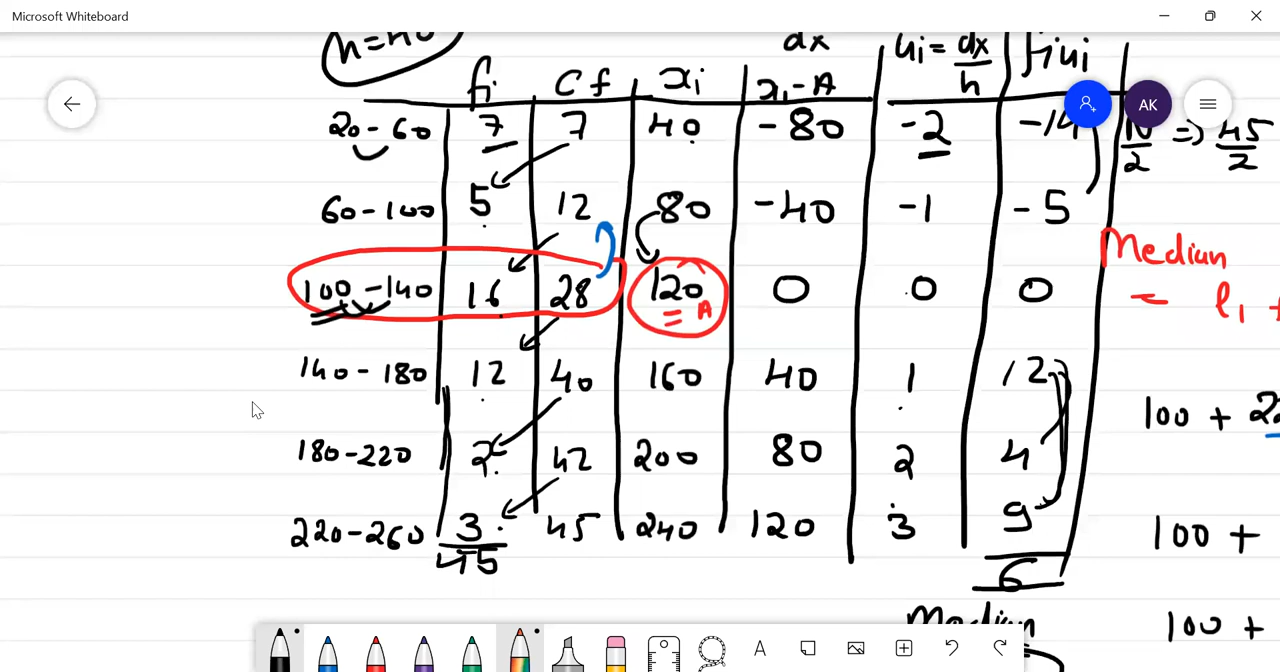 Microsoft Whiteboard
h=40
dx
ui = dx/h
fiui
fi
Cf
xi
xi-A
AK
20-60 7 7 40 -80 -2 -14
N/2 => 45/2
60-100 5 12 80 -40 -1 -5
Median
= l1 +
100-140 16 28 120 0 0 0
A
140-180 12 40 160 40 1 12
100 + 22
180-220 2 42 200 80 2 4
220-260 3 45 240 120 3 9
100 +
45
6
Median
100 +
A